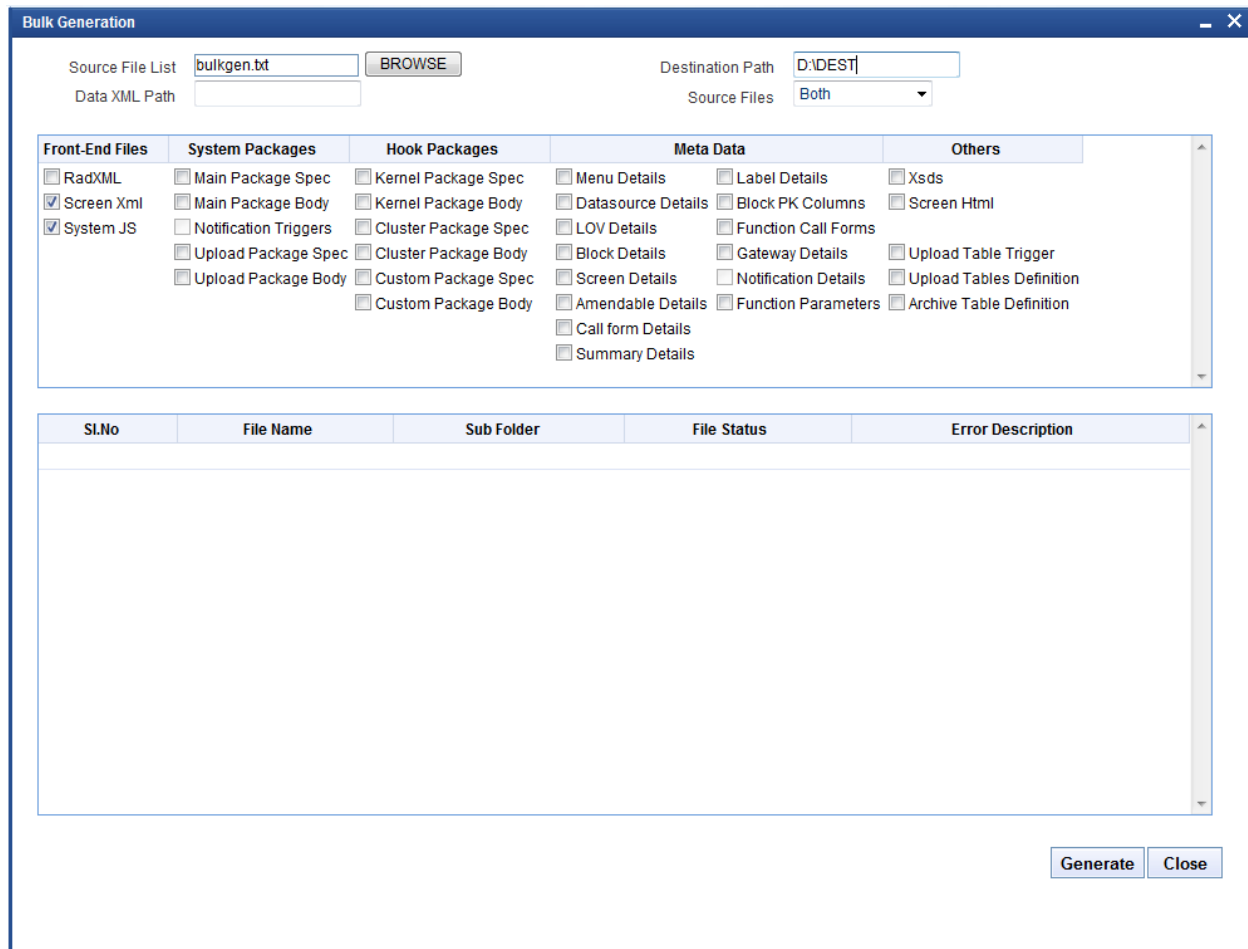 Bulk Generation
Source File List bulkgen.txt BROWSE Destination Path D:\DEST
Data XML Path Source Files Both
Front-End Files System Packages Hook Packages Meta Data Others
RadXML Main Package Spec Kernel Package Spec Menu Details Label Details Xsds
Screen Xml Main Package Body Kernel Package Body Datasource Details Block PK Columns Screen Html
System JS Notification Triggers Cluster Package Spec LOV Details Function Call Forms
Upload Package Spec Cluster Package Body Block Details Gateway Details Upload Table Trigger
Upload Package Body Custom Package Spec Screen Details Notification Details Upload Tables Definition
Custom Package Body Amendable Details Function Parameters Archive Table Definition
Call form Details
Summary Details
Sl.No File Name Sub Folder File Status Error Description
Generate Close